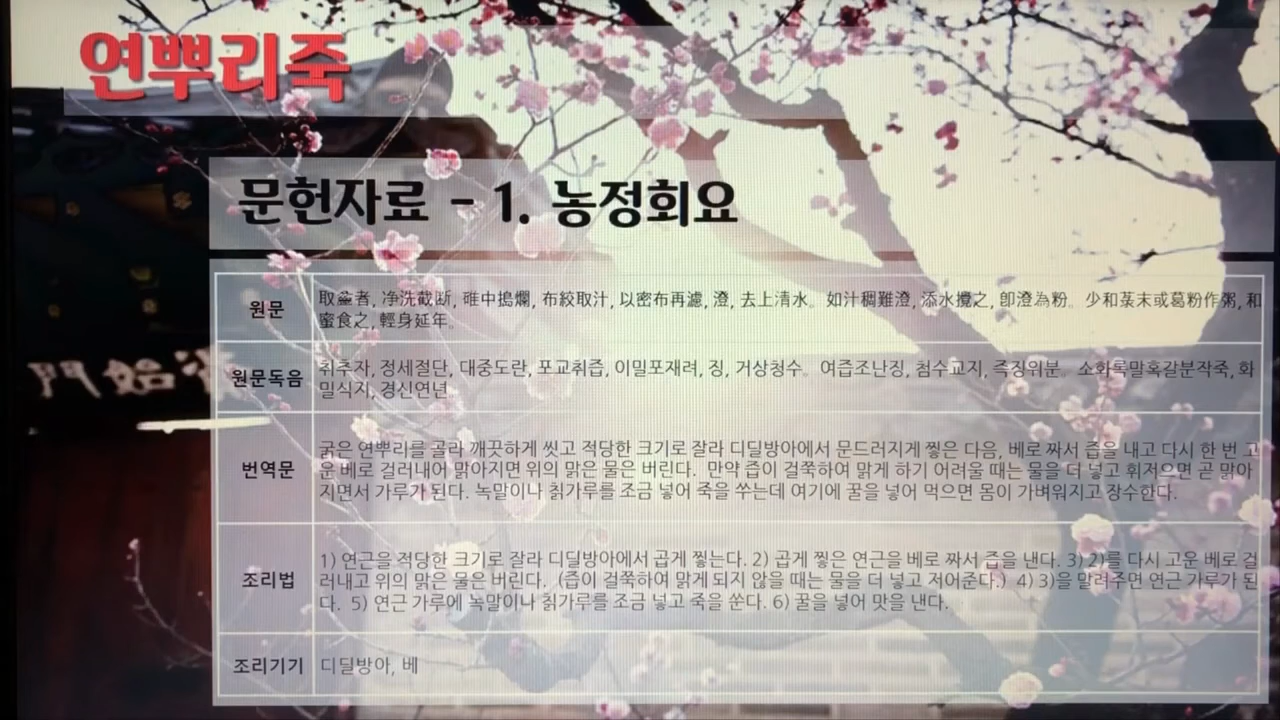 연뿌리죽
문헌자료 - 1. 농정회요
원문
取麤者, 净洗截断, 碓中搗爛, 布絞取汁, 以密布再濾, 澄, 去上清水。如汁稠難澄, 添水攪之, 卽澄為粉。少和菉末或葛粉作粥, 和
蜜食之, 輕身延年。
원문독음
취추자, 정세절단, 대중도란, 포교취즙, 이밀포재려, 징, 거상청수。 여즙조난징, 첨수교지, 즉징위분。 소화록말혹갈분작죽, 화
밀식지, 경신연년
번역문
굵은 연뿌리를 골라 깨끗하게 씻고 적당한 크기로 잘라 디딜방아에서 문드러지게 찧은 다음, 베로 짜서 즙을 내고 다시 한 번 고
운 베로 걸러내어 맑아지면 위의 맑은 물은 버린다. 만약 즙이 걸쭉하여 맑게 하기 어려울 때는 물을 더 넣고 휘저으면 곧 맑아
지면서 가루가 된다. 녹말이나 칡가루를 조금 넣어 죽을 쑤는데 여기에 꿀을 넣어 먹으면 몸이 가벼워지고 장수한다.
조리법
1) 연근을 적당한 크기로 잘라 디딜방아에서 곱게 찧는다. 2) 곱게 찧은 연근을 베로 짜서 즙을 낸다. 3) 2)를 다시 고운 베로 걸
러내고 위의 맑은 물은 버린다. (즙이 걸쭉하여 맑게 되지 않을 때는 물을 더 넣고 저어준다.) 4) 3)을 말려주면 연근 가루가 된
다. 5) 연근 가루에 녹말이나 칡가루를 조금 넣고 죽을 쑨다. 6) 꿀을 넣어 맛을 낸다.
조리기기
디딜방아, 베